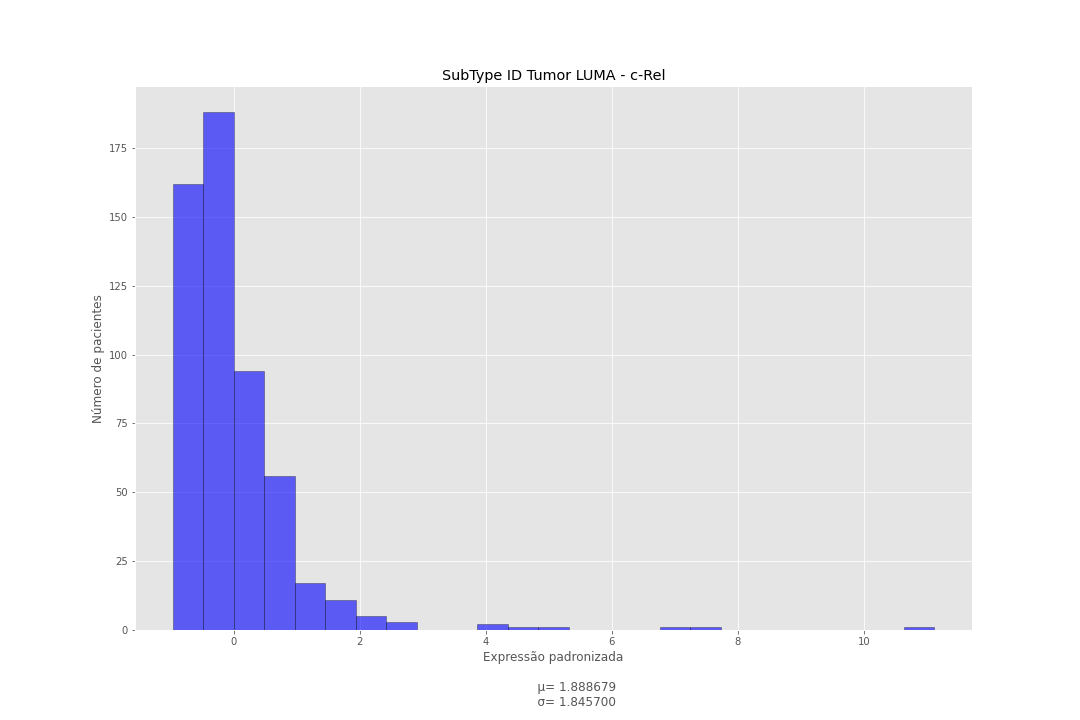 SubType ID Tumor LUMA - c-Rel
Número de pacientes
175
150
125
100
75
50
25
0
0 2 4 6 8 10
Expressão padronizada
μ= 1.888679
σ= 1.845700